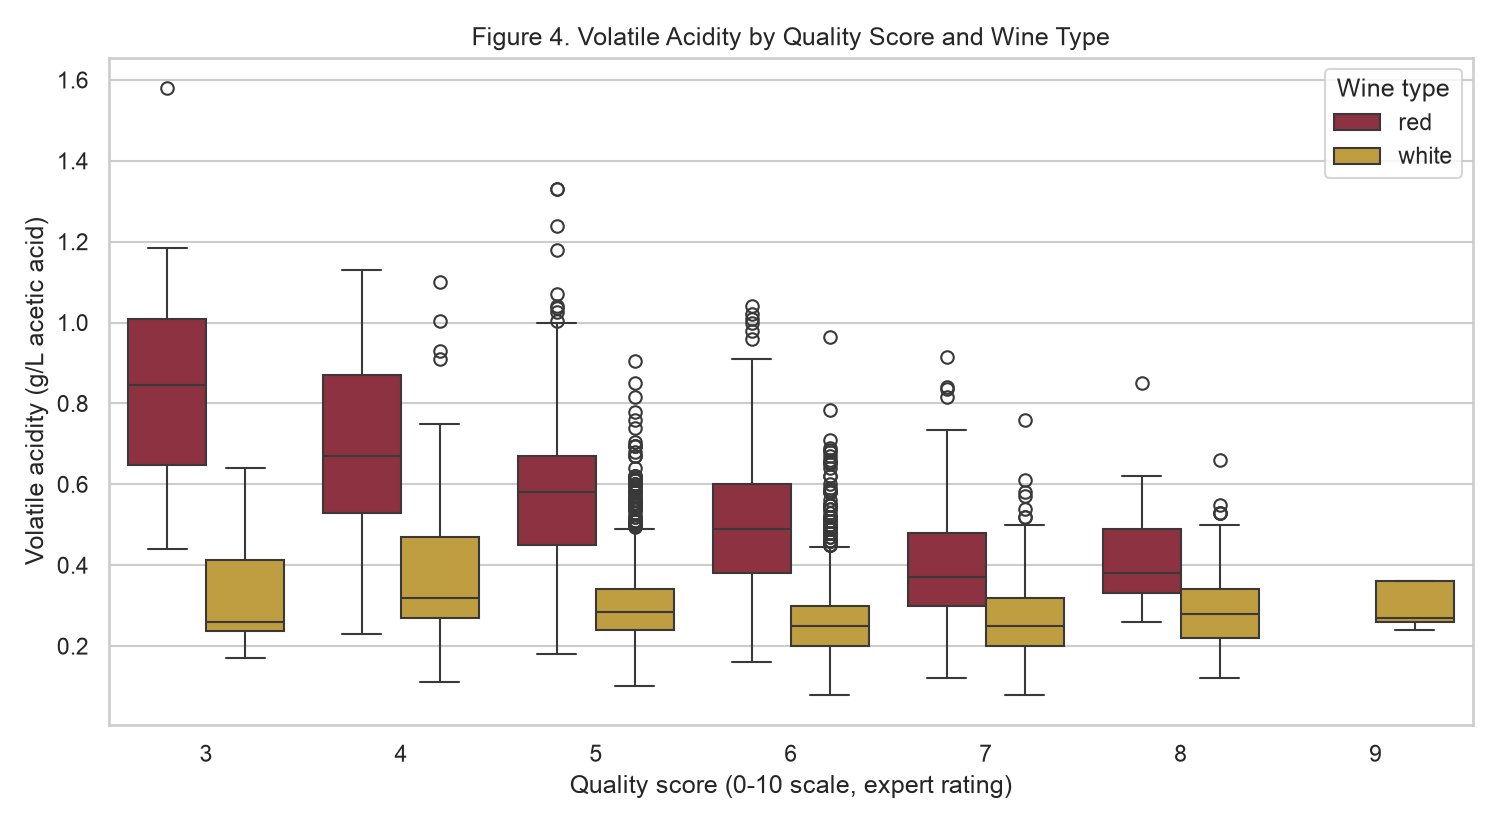 Figure 4. Volatile Acidity by Quality Score and Wine Type
Wine type
red
white
Volatile acidity (g/L acetic acid)
1.6
1.4
1.2
1.0
0.8
0.6
0.4
0.2
3 4 5 6 7 8 9
Quality score (0-10 scale, expert rating)